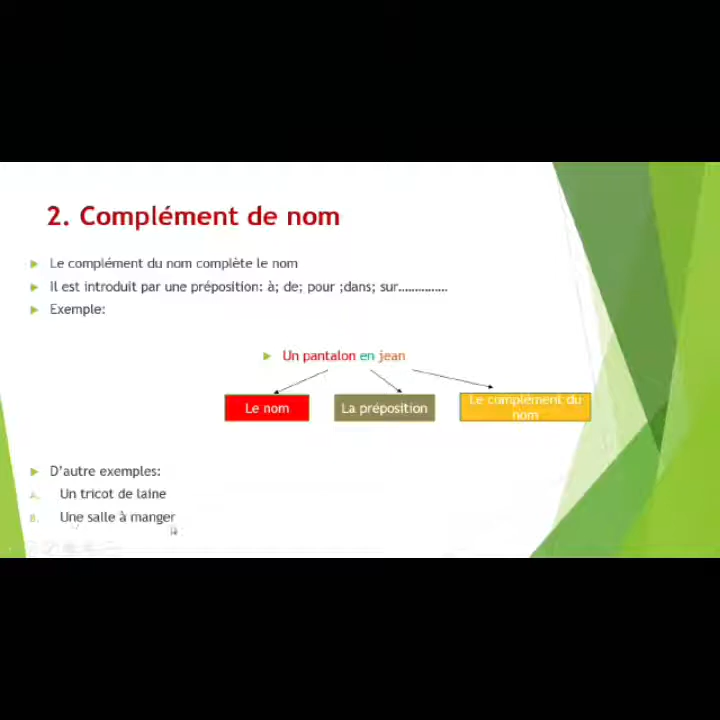 2. Complément de nom
Le complément du nom complète le nom
Il est introduit par une préposition: à; de; pour ;dans; sur……………
Exemple:
Un pantalon en jean
Le nom
La préposition
Le complément du
nom
D’autre exemples:
A. Un tricot de laine
B. Une salle à manger